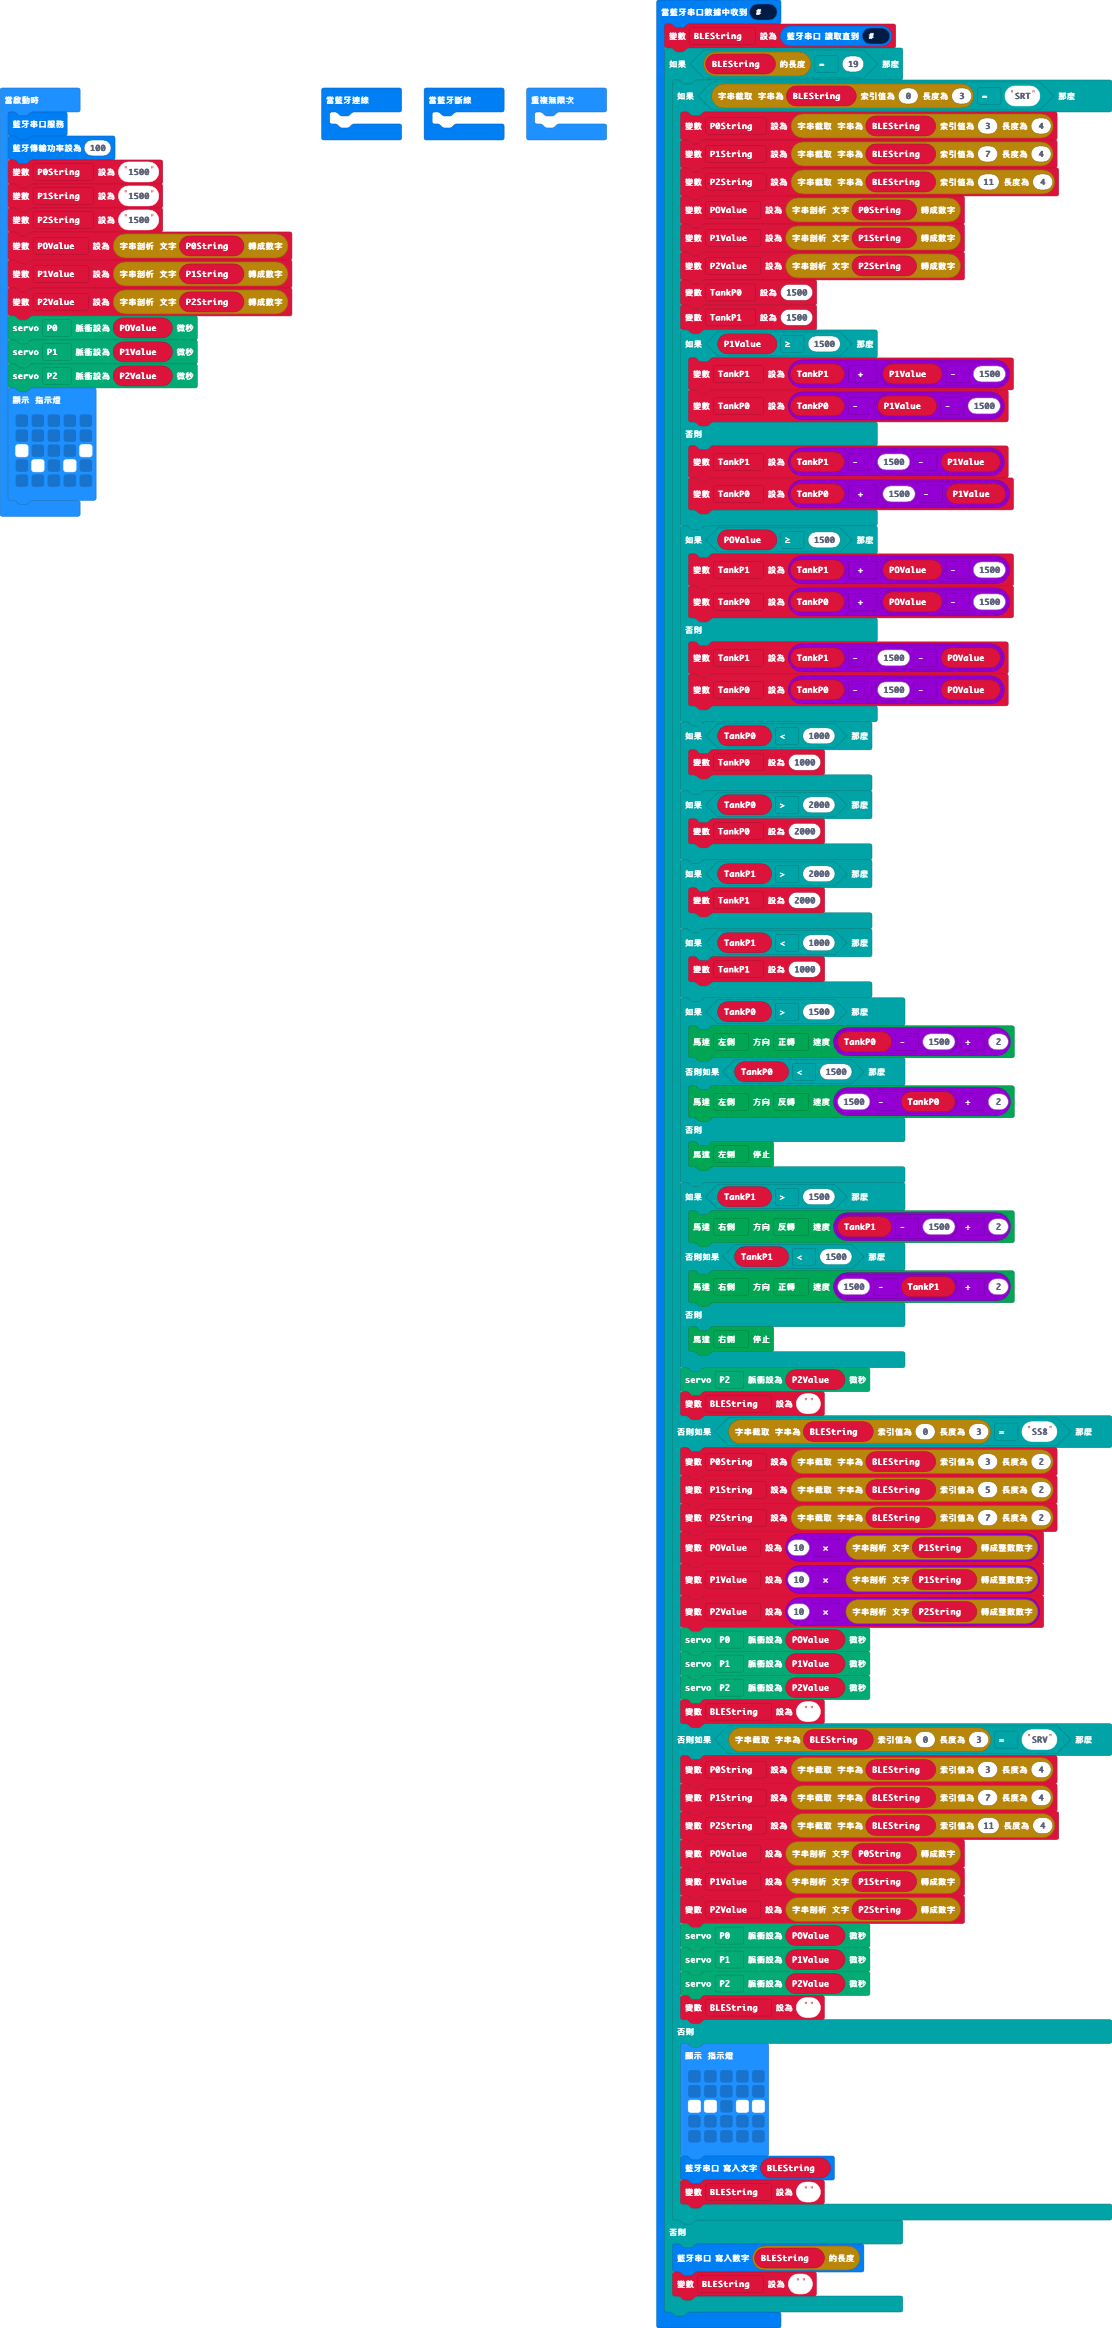 當啟動時
藍牙串口服務
藍牙傳輸功率設為 100
變數 P0String 設為 "1500"
變數 P1String 設為 "1500"
變數 P2String 設為 "1500"
變數 POValue 設為 字串剖析 文字 P0String 轉成數字
變數 P1Value 設為 字串剖析 文字 P1String 轉成數字
變數 P2Value 設為 字串剖析 文字 P2String 轉成數字
servo P0 脈衝設為 POValue 微秒
servo P1 脈衝設為 P1Value 微秒
servo P2 脈衝設為 P2Value 微秒
顯示 指示燈
當藍牙連線
當藍牙斷線
重複無限次
當藍牙串口數據中收到 #
變數 BLEString 設為 藍牙串口 讀取直到 #
如果 BLEString 的長度 = 19 那麼
如果 字串截取 字串為 BLEString 索引值為 0 長度為 3 = "SRT" 那麼
變數 P0String 設為 字串截取 字串為 BLEString 索引值為 3 長度為 4
變數 P1String 設為 字串截取 字串為 BLEString 索引值為 7 長度為 4
變數 P2String 設為 字串截取 字串為 BLEString 索引值為 11 長度為 4
變數 POValue 設為 字串剖析 文字 P0String 轉成數字
變數 P1Value 設為 字串剖析 文字 P1String 轉成數字
變數 P2Value 設為 字串剖析 文字 P2String 轉成數字
變數 TankP0 設為 1500
變數 TankP1 設為 1500
如果 P1Value ≥ 1500 那麼
變數 TankP1 設為 TankP1 + P1Value - 1500
變數 TankP0 設為 TankP0 - P1Value - 1500
否則
變數 TankP1 設為 TankP1 - 1500 - P1Value
變數 TankP0 設為 TankP0 + 1500 - P1Value
如果 POValue ≥ 1500 那麼
變數 TankP1 設為 TankP1 + POValue - 1500
變數 TankP0 設為 TankP0 + POValue - 1500
否則
變數 TankP1 設為 TankP1 - 1500 - POValue
變數 TankP0 設為 TankP0 - 1500 - POValue
如果 TankP0 < 1000 那麼
變數 TankP0 設為 1000
如果 TankP0 > 2000 那麼
變數 TankP0 設為 2000
如果 TankP1 > 2000 那麼
變數 TankP1 設為 2000
如果 TankP1 < 1000 那麼
變數 TankP1 設為 1000
如果 TankP0 > 1500 那麼
馬達 左側 方向 正轉 速度 TankP0 - 1500 ÷ 2
否則如果 TankP0 < 1500 那麼
馬達 左側 方向 反轉 速度 1500 - TankP0 ÷ 2
否則
馬達 左側 停止
如果 TankP1 > 1500 那麼
馬達 右側 方向 反轉 速度 TankP1 - 1500 ÷ 2
否則如果 TankP1 < 1500 那麼
馬達 右側 方向 正轉 速度 1500 - TankP1 ÷ 2
否則
馬達 右側 停止
servo P2 脈衝設為 P2Value 微秒
變數 BLEString 設為 ""
否則如果 字串截取 字串為 BLEString 索引值為 0 長度為 3 = "SS8" 那麼
變數 P0String 設為 字串截取 字串為 BLEString 索引值為 3 長度為 2
變數 P1String 設為 字串截取 字串為 BLEString 索引值為 5 長度為 2
變數 P2String 設為 字串截取 字串為 BLEString 索引值為 7 長度為 2
變數 POValue 設為 10 × 字串剖析 文字 P1String 轉成整數數字
變數 P1Value 設為 10 × 字串剖析 文字 P1String 轉成整數數字
變數 P2Value 設為 10 × 字串剖析 文字 P2String 轉成整數數字
servo P0 脈衝設為 POValue 微秒
servo P1 脈衝設為 P1Value 微秒
servo P2 脈衝設為 P2Value 微秒
變數 BLEString 設為 ""
否則如果 字串截取 字串為 BLEString 索引值為 0 長度為 3 = "SRV" 那麼
變數 P0String 設為 字串截取 字串為 BLEString 索引值為 3 長度為 4
變數 P1String 設為 字串截取 字串為 BLEString 索引值為 7 長度為 4
變數 P2String 設為 字串截取 字串為 BLEString 索引值為 11 長度為 4
變數 POValue 設為 字串剖析 文字 P0String 轉成數字
變數 P1Value 設為 字串剖析 文字 P1String 轉成數字
變數 P2Value 設為 字串剖析 文字 P2String 轉成數字
servo P0 脈衝設為 POValue 微秒
servo P1 脈衝設為 P1Value 微秒
servo P2 脈衝設為 P2Value 微秒
變數 BLEString 設為 ""
否則
顯示 指示燈
藍牙串口 寫入文字 BLEString
變數 BLEString 設為 ""
否則
藍牙串口 寫入數字 BLEString 的長度
變數 BLEString 設為 ""